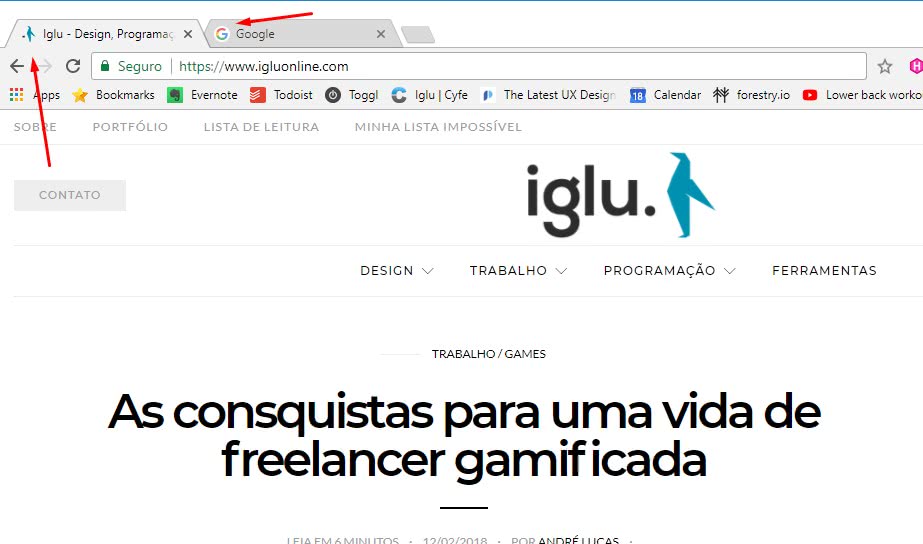 Iglu - Design, Programaç
Google
Seguro https://www.igluonline.com
Apps Bookmarks Evernote Todoist Toggl Iglu | Cyfe The Latest UX Design 18 Calendar forestry.io Lower back worko
SOBRE PORTFÓLIO LISTA DE LEITURA MINHA LISTA IMPOSSÍVEL
CONTATO
iglu.
DESIGN TRABALHO PROGRAMAÇÃO FERRAMENTAS
TRABALHO / GAMES
As consquistas para uma vida de
freelancer gamificada
LEIA EM 6 MINUTOS · 12/02/2018 · POR ANDRÉ LUCAS ·